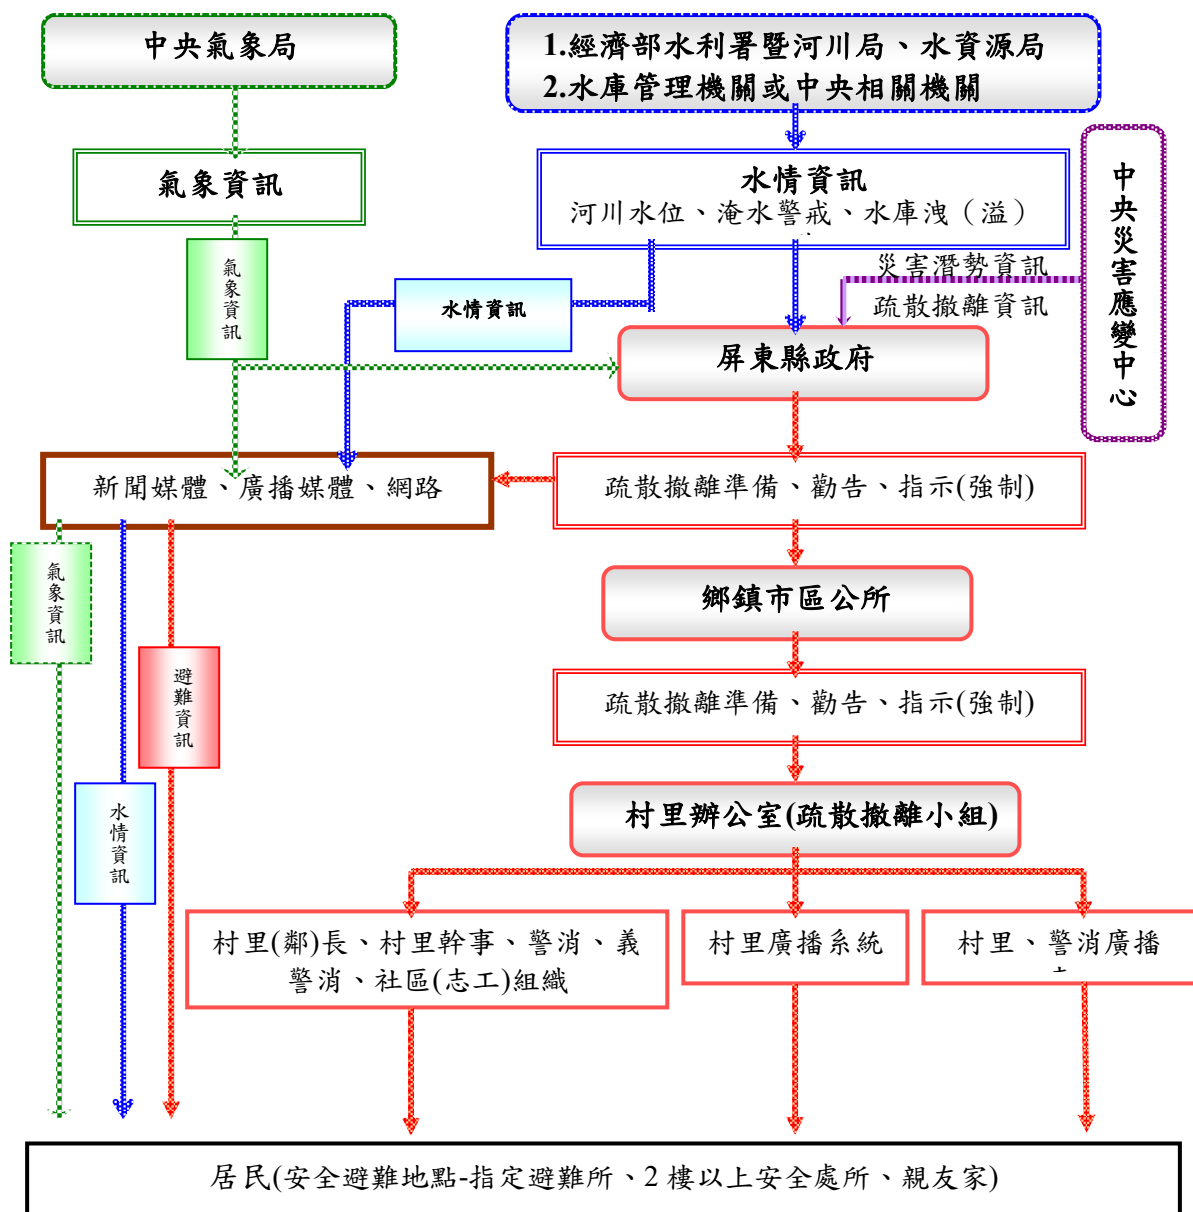 中央氣象局
1.經濟部水利署暨河川局、水資源局
2.水庫管理機關或中央相關機關
氣象資訊
水情資訊
河川水位、淹水警戒、水庫洩（溢）
中央災害應變中心
氣象資訊
水情資訊
災害潛勢資訊
疏散撤離資訊
屏東縣政府
新聞媒體、廣播媒體、網路
疏散撤離準備、勸告、指示(強制)
氣象資訊
鄉鎮市區公所
避難資訊
疏散撤離準備、勸告、指示(強制)
水情資訊
村里辦公室(疏散撤離小組)
村里(鄰)長、村里幹事、警消、義
警消、社區(志工)組織
村里廣播系統
村里、警消廣播
居民(安全避難地點-指定避難所、2 樓以上安全處所、親友家)